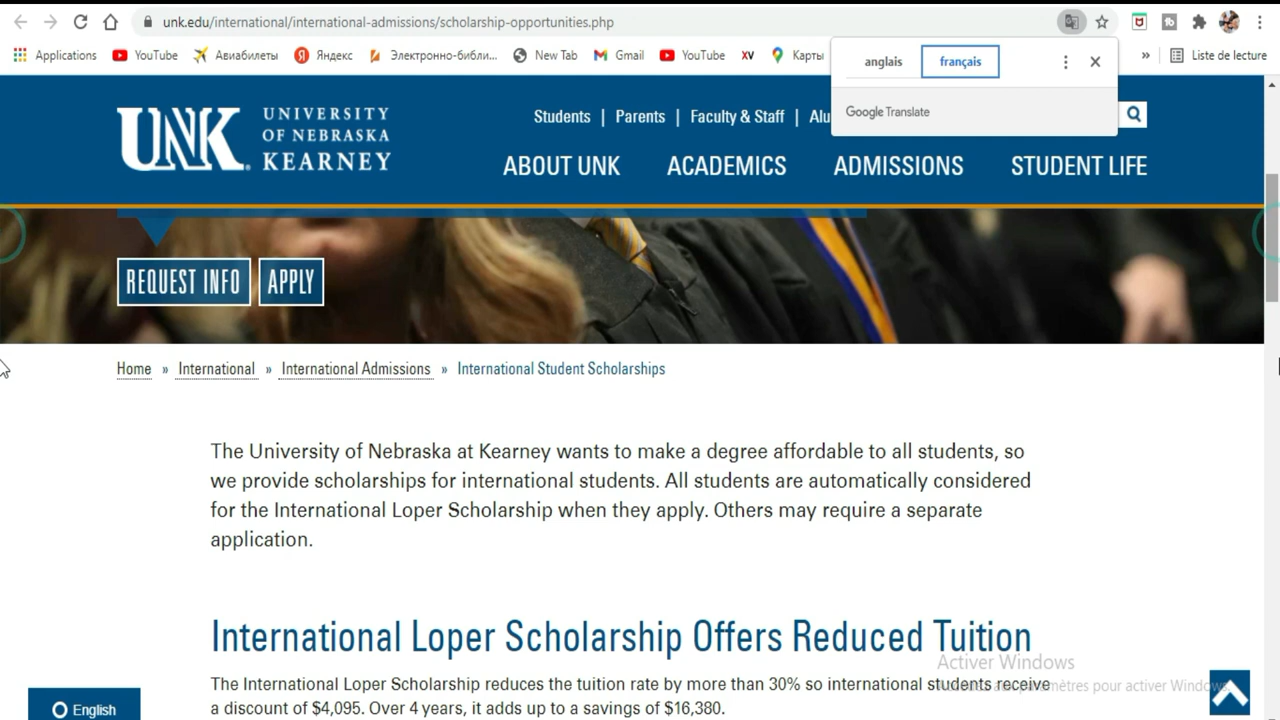 unk.edu/international/international-admissions/scholarship-opportunities.php
Applications YouTube Авиабилеты Яндекс Электронно-библи... New Tab Gmail YouTube XV Карты » Liste de lecture
anglais français
Google Translate
UNK UNIVERSITY OF NEBRASKA KEARNEY
Students | Parents | Faculty & Staff | Alu
ABOUT UNK ACADEMICS ADMISSIONS STUDENT LIFE
REQUEST INFO APPLY
Home » International » International Admissions » International Student Scholarships
The University of Nebraska at Kearney wants to make a degree affordable to all students, so
we provide scholarships for international students. All students are automatically considered
for the International Loper Scholarship when they apply. Others may require a separate
application.
International Loper Scholarship Offers Reduced Tuition
Activer Windows
The International Loper Scholarship reduces the tuition rate by more than 30% so international students receive
pour activer Windows.
a discount of $4,095. Over 4 years, it adds up to a savings of $16,380.
English